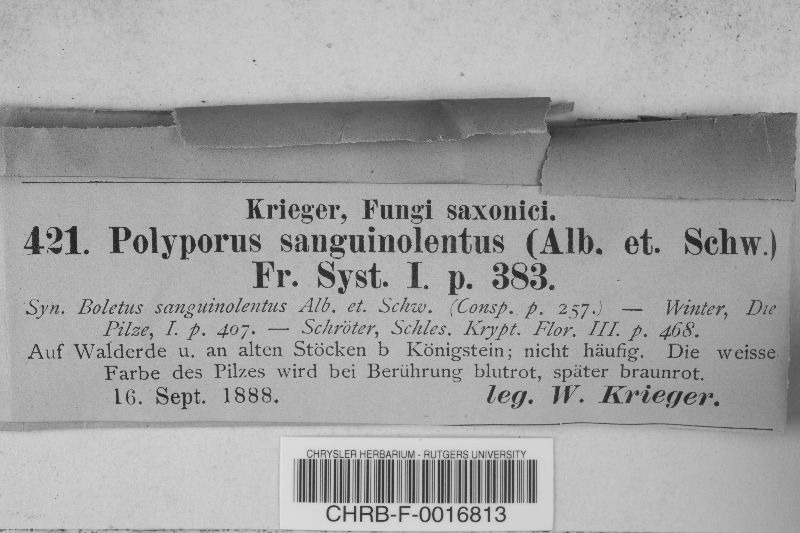 Krieger, Fungi saxonici.
421. Polyporus sanguinolentus (Alb. et. Schw.)
Fr. Syst. I. p. 383.
Syn. Boletus sanguinolentus Alb. et. Schw. (Consp. p. 257.) — Winter, Die
Pilze, I. p. 407. — Schröter, Schles. Krypt. Flor. III. p. 468.
Auf Walderde u. an alten Stöcken b Königstein; nicht häufig. Die weisse
Farbe des Pilzes wird bei Berührung blutrot, später braunrot.
16. Sept. 1888. leg. W. Krieger.
CHRYSLER HERBARIUM - RUTGERS UNIVERSITY
CHRB-F-0016813